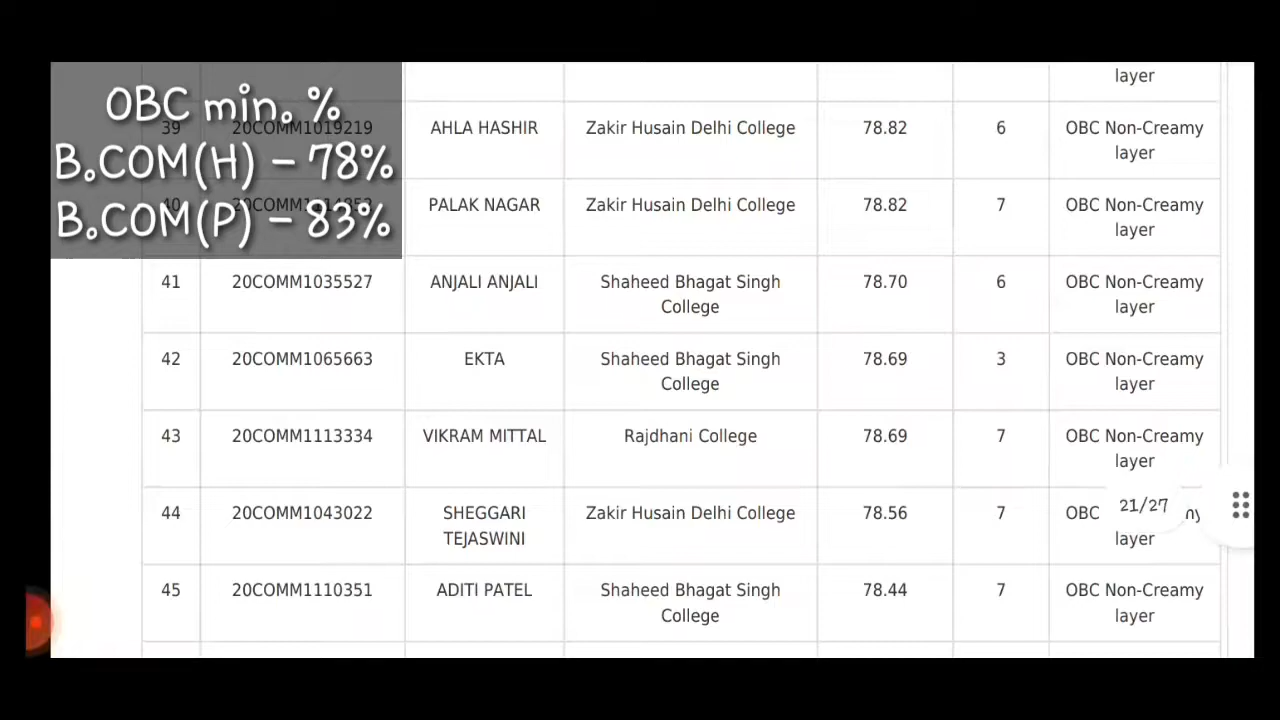 OBC min. %
B.COM(H) - 78%
B.COM(P) - 83%
layer
39 20COMM1019219 AHLA HASHIR Zakir Husain Delhi College 78.82 6 OBC Non-Creamy
layer
40 PALAK NAGAR Zakir Husain Delhi College 78.82 7 OBC Non-Creamy
layer
41 20COMM1035527 ANJALI ANJALI Shaheed Bhagat Singh 78.70 6 OBC Non-Creamy
College layer
42 20COMM1065663 EKTA Shaheed Bhagat Singh 78.69 3 OBC Non-Creamy
College layer
43 20COMM1113334 VIKRAM MITTAL Rajdhani College 78.69 7 OBC Non-Creamy
layer
44 20COMM1043022 SHEGGARI Zakir Husain Delhi College 78.56 7 OBC
21/27
TEJASWINI layer
45 20COMM1110351 ADITI PATEL Shaheed Bhagat Singh 78.44 7 OBC Non-Creamy
College layer